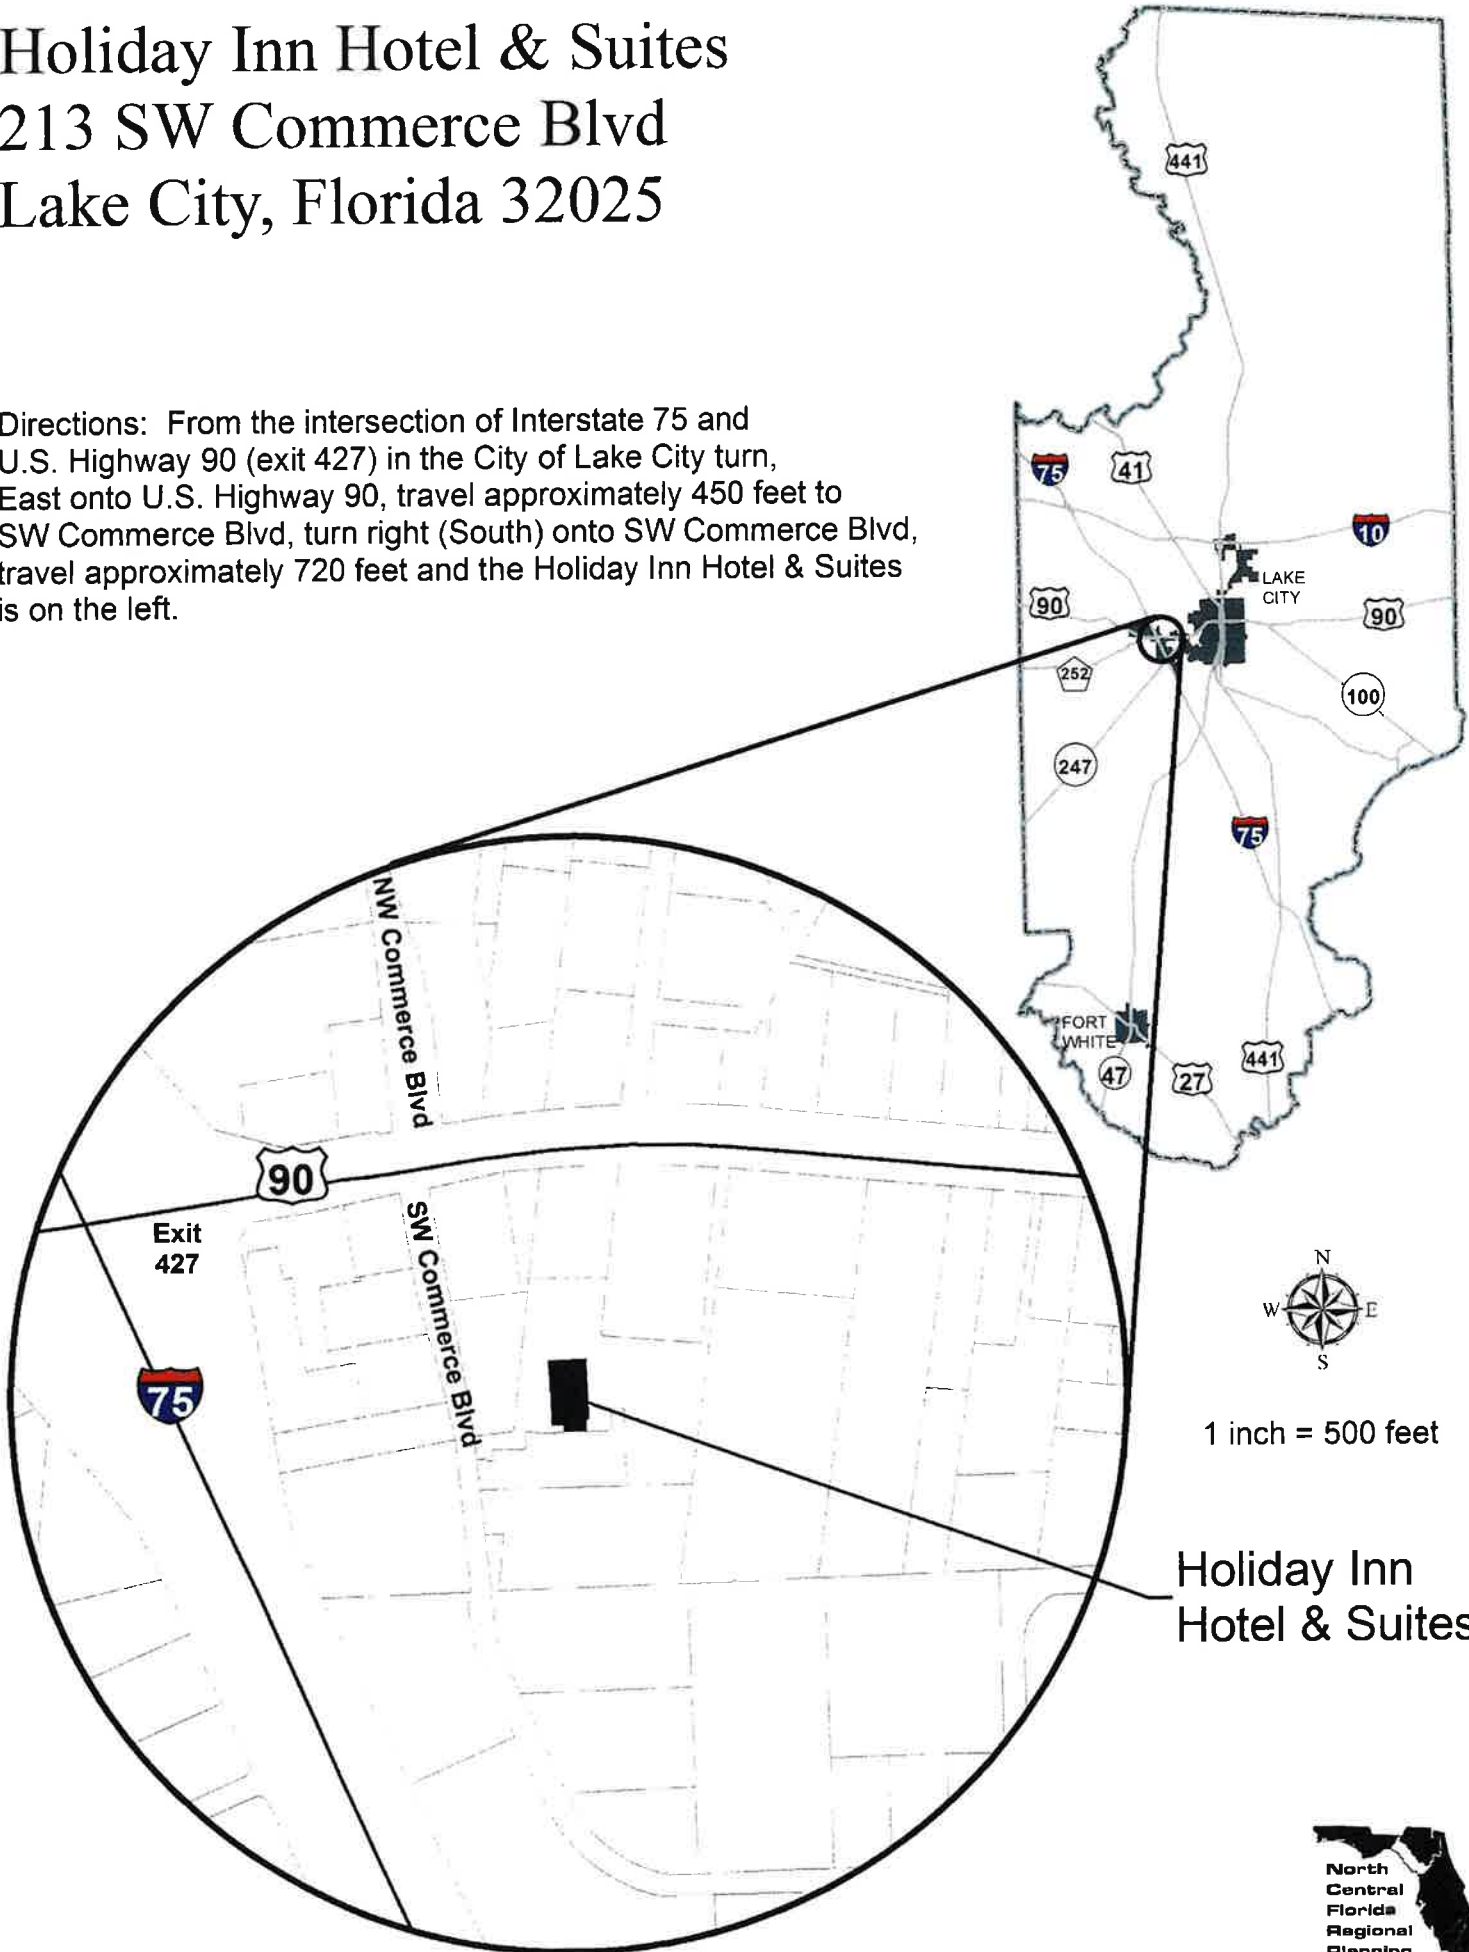 Holiday Inn Hotel & Suites
213 SW Commerce Blvd
Lake City, Florida 32025
Directions: From the intersection of Interstate 75 and
U.S. Highway 90 (exit 427) in the City of Lake City turn,
East onto U.S. Highway 90, travel approximately 450 feet to
SW Commerce Blvd, turn right (South) onto SW Commerce Blvd,
travel approximately 720 feet and the Holiday Inn Hotel & Suites
is on the left.
441
75
41
10
LAKE
CITY
90
90
252
100
247
75
FORT
WHITE
47
27
441
NW Commerce Blvd
90
Exit
427
SW Commerce Blvd
75
N
W
E
S
1 inch = 500 feet
Holiday Inn
Hotel & Suites
North
Central
Florida
Regional
Planning